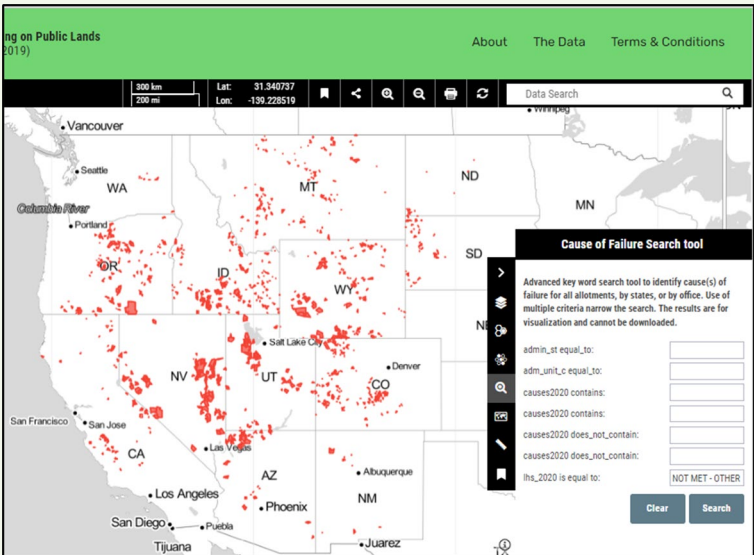 ng on Public Lands
2019)
About The Data Terms & Conditions
300 km
200 mi
Lat: 31.340737
Lon: -139.228519
Data Search
Winnipeg
Vancouver
Seattle
WA
MT
ND
MN
Columbia River
Portland
OR
ID
SD
WY
Salt Lake City
NV
UT
Denver
CO
San Francisco
San Jose
CA
Las Vegas
AZ
Albuquerque
NM
Los Angeles
Phoenix
San Diego
Puebla
Tijuana
Juarez
Cause of Failure Search tool
Advanced key word search tool to identify cause(s) of
failure for all allotments, by states, or by office. Use of
multiple criteria narrow the search. The results are for
visualization and cannot be downloaded.
admin_st equal_to:
adm_unit_c equal_to:
causes2020 contains:
causes2020 contains:
causes2020 does_not_contain:
causes2020 does_not_contain:
lhs_2020 is equal to: NOT MET - OTHER
Clear Search